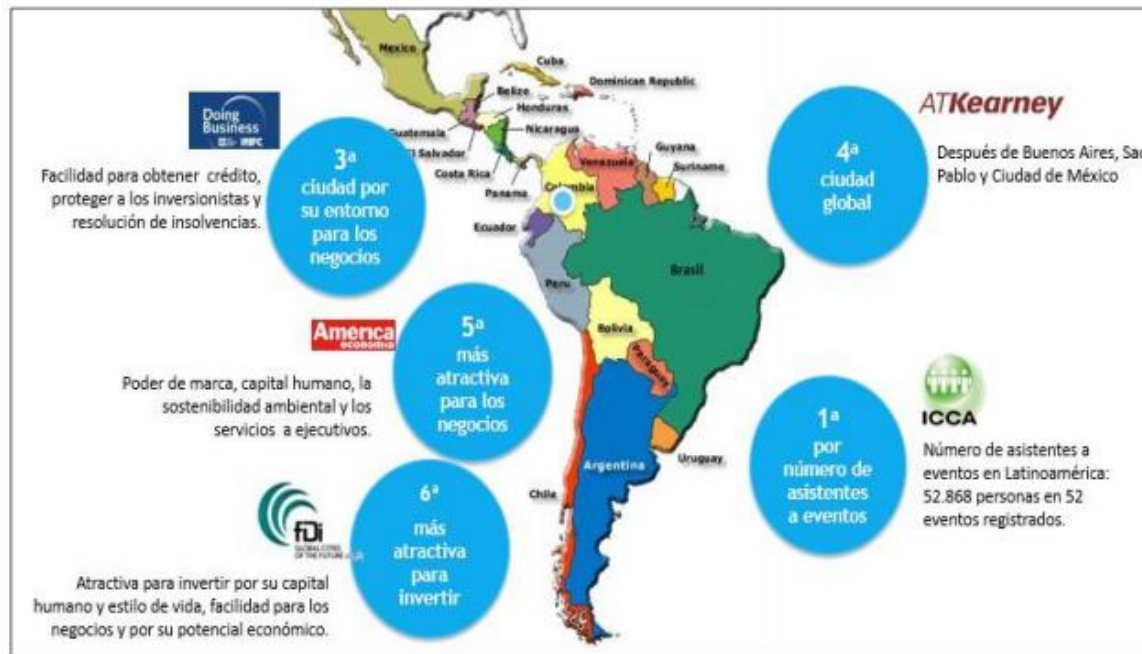 Mexico
Cuba
Dominican Republic
Belize
Honduras
Guatemala
Nicaragua
El Salvador
Costa Rica
Panama
Venezuela
Guyana
Suriname
Colombia
Ecuador
Peru
Brasil
Bolivia
Paraguay
Uruguay
Argentina
Chile
Doing
Business
3ª
ciudad por
su entorno
para los
negocios
Facilidad para obtener crédito,
proteger a los inversionistas y
resolución de insolvencias.
ATKearney
4ª
ciudad
global
Después de Buenos Aires, Sao
Pablo y Ciudad de México
América
economía
5ª
más
atractiva
para los
negocios
Poder de marca, capital humano, la
sostenibilidad ambiental y los
servicios a ejecutivos.
ICCA
1ª
por
número de
asistentes
a eventos
Número de asistentes a
eventos en Latinoamérica:
52.868 personas en 52
eventos registrados.
fDi
GLOBAL CITIES
OF THE FUTURE
6ª
más
atractiva
para
invertir
Atractiva para invertir por su capital
humano y estilo de vida, facilidad para los
negocios y por su potencial económico.